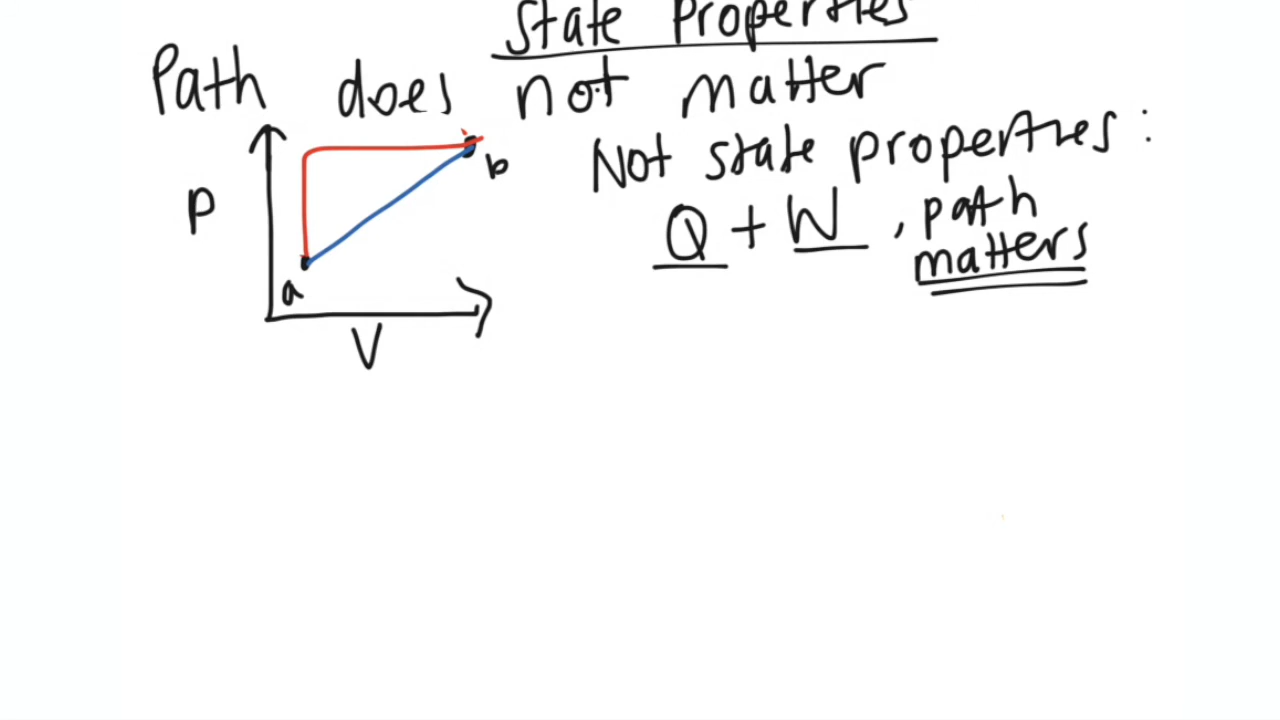 State Properties
Path does not matter
Not state properties:
Q + W , path
matters
P
b
a
V